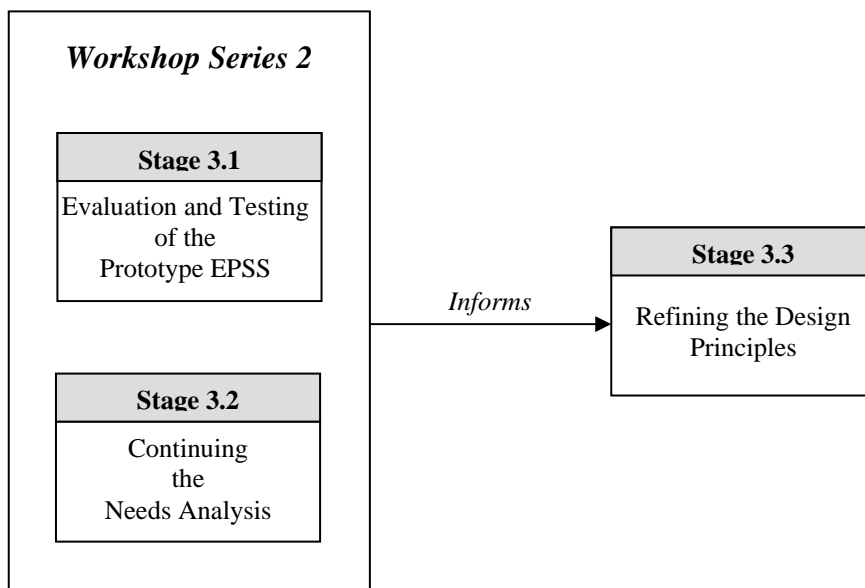 Workshop Series 2
Stage 3.1
Evaluation and Testing
of the
Prototype EPSS
Stage 3.2
Continuing
the
Needs Analysis
Informs
Stage 3.3
Refining the Design
Principles